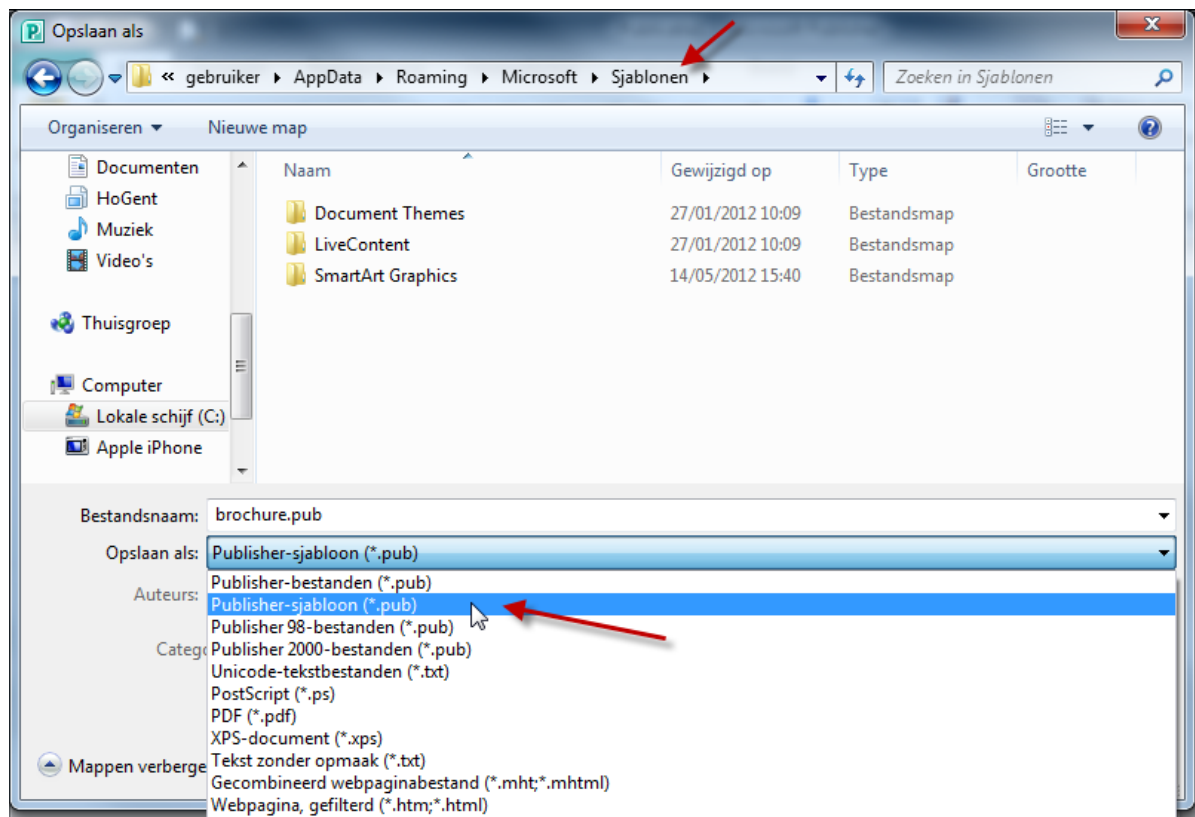 Opslaan als
« gebruiker ▸ AppData ▸ Roaming ▸ Microsoft ▸ Sjablonen ▸ Zoeken in Sjablonen
Organiseren Nieuwe map
Naam Gewijzigd op Type Grootte
Documenten
HoGent
Muziek
Video's
Thuisgroep
Computer
Lokale schijf (C:)
Apple iPhone
Document Themes 27/01/2012 10:09 Bestandsmap
LiveContent 27/01/2012 10:09 Bestandsmap
SmartArt Graphics 14/05/2012 15:40 Bestandsmap
Bestandsnaam: brochure.pub
Opslaan als: Publisher-sjabloon (*.pub)
Auteurs:
Catego
Publisher-bestanden (*.pub)
Publisher-sjabloon (*.pub)
Publisher 98-bestanden (*.pub)
Publisher 2000-bestanden (*.pub)
Unicode-tekstbestanden (*.txt)
PostScript (*.ps)
PDF (*.pdf)
XPS-document (*.xps)
Tekst zonder opmaak (*.txt)
Gecombineerd webpaginabestand (*.mht;*.mhtml)
Webpagina, gefilterd (*.htm;*.html)
Mappen verberge